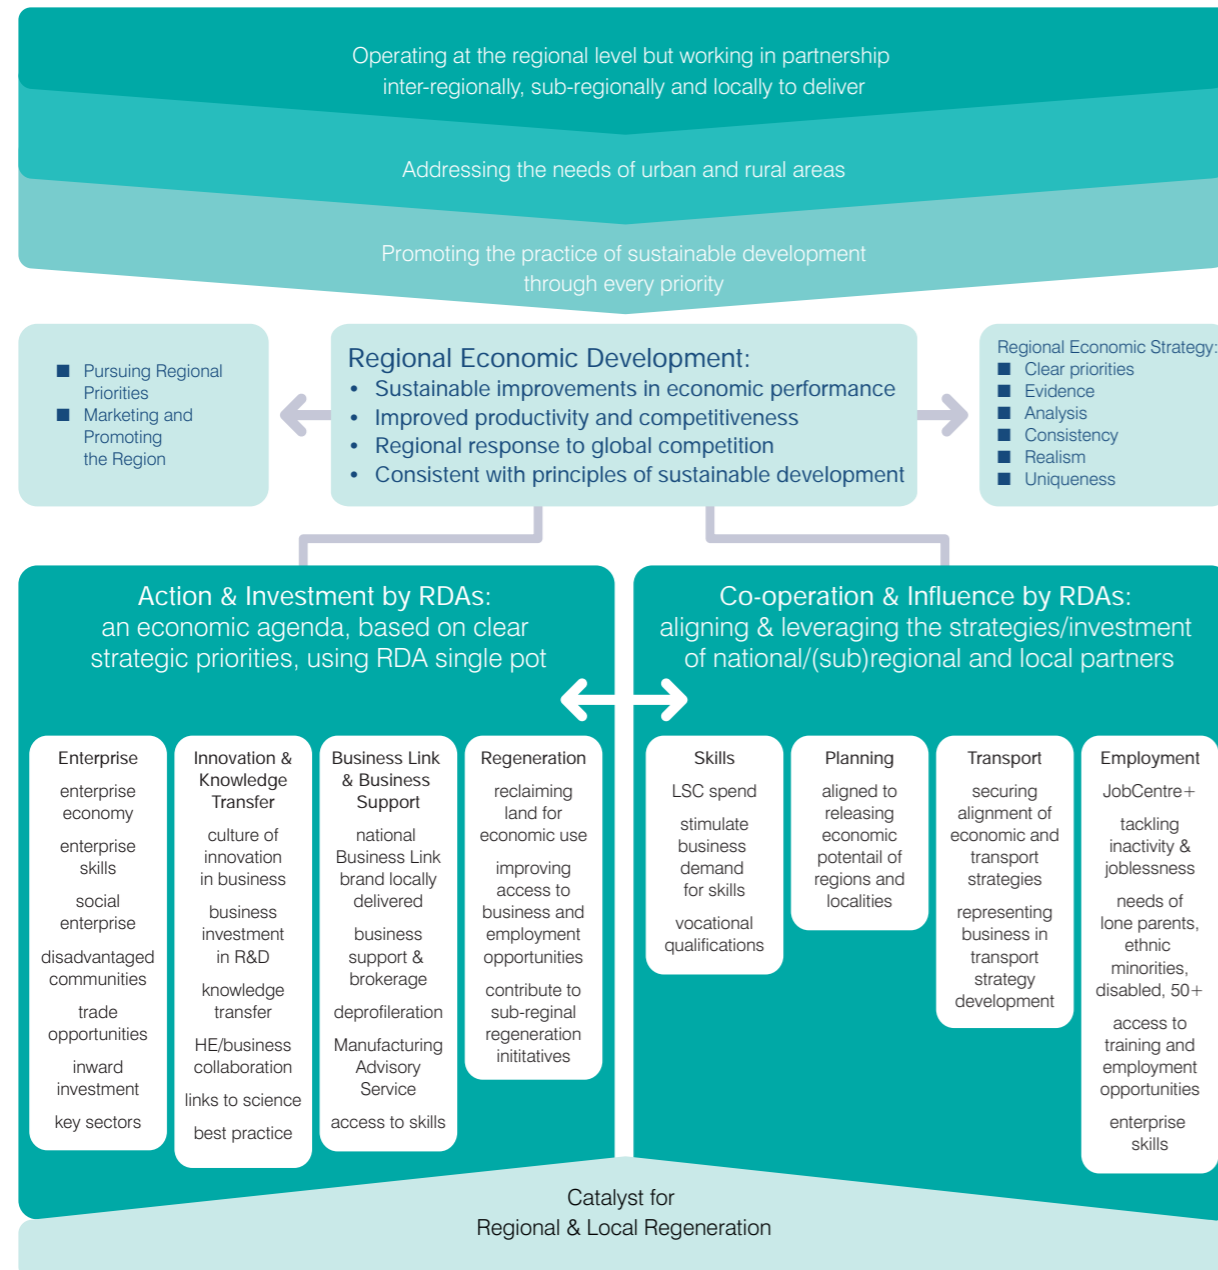 Operating at the regional level but working in partnership
inter-regionally, sub-regionally and locally to deliver
Addressing the needs of urban and rural areas
Promoting the practice of sustainable development
through every priority
■ Pursuing Regional
Priorities
■ Marketing and
Promoting
the Region
Regional Economic Development:
• Sustainable improvements in economic performance
• Improved productivity and competitiveness
• Regional response to global competition
• Consistent with principles of sustainable development
Regional Economic Strategy:
■ Clear priorities
■ Evidence
■ Analysis
■ Consistency
■ Realism
■ Uniqueness
Action & Investment by RDAs:
an economic agenda, based on clear
strategic priorities, using RDA single pot
Enterprise
enterprise
economy
enterprise
skills
social
enterprise
disadvantaged
communities
trade
opportunities
inward
investment
key sectors
Innovation &
Knowledge
Transfer
culture of
innovation
in business
business
investment
in R&D
knowledge
transfer
HE/business
collaboration
links to science
best practice
Business Link
& Business
Support
national
Business Link
brand locally
delivered
business
support &
brokerage
deprofileration
Manufacturing
Advisory
Service
access to skills
Regeneration
reclaiming
land for
economic use
improving
access to
business and
employment
opportunities
contribute to
sub-reginal
regeneration
inititatives
Co-operation & Influence by RDAs:
aligning & leveraging the strategies/investment
of national/(sub)regional and local partners
Skills
LSC spend
stimulate
business
demand
for skills
vocational
qualifications
Planning
aligned to
releasing
economic
potentail of
regions and
localities
Transport
securing
alignment of
economic and
transport
strategies
representing
business in
transport
strategy
development
Employment
JobCentre+
tackling
inactivity &
joblessness
needs of
lone parents,
ethnic
minorities,
disabled, 50+
access to
training and
employment
opportunities
enterprise
skills
Catalyst for
Regional & Local Regeneration